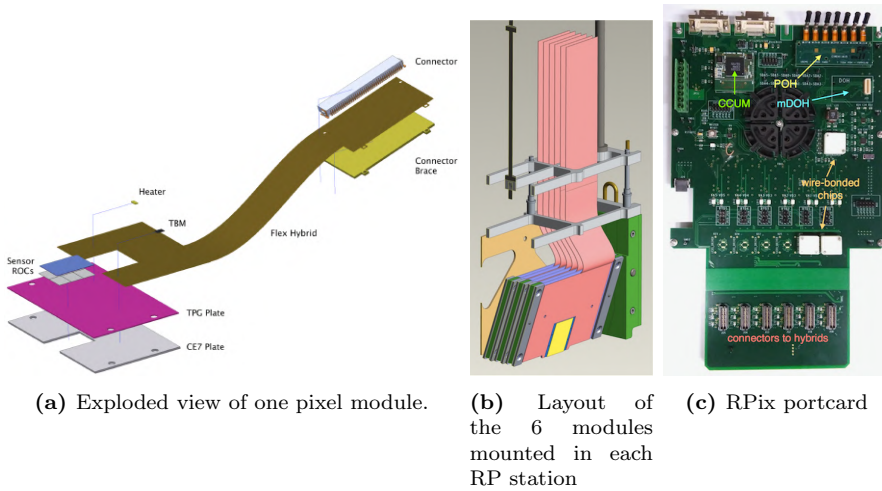 Connector
Connector
Brace
Heater
TBM
Flex Hybrid
Sensor
ROCs
TPG Plate
CE7 Plate
(a) Exploded view of one pixel module.
(b) Layout of
the 6 modules
mounted in each
RP station
POH
DOH
CCUM
mDOH
wire-bonded
chips
connectors to hybrids
(c) RPix portcard